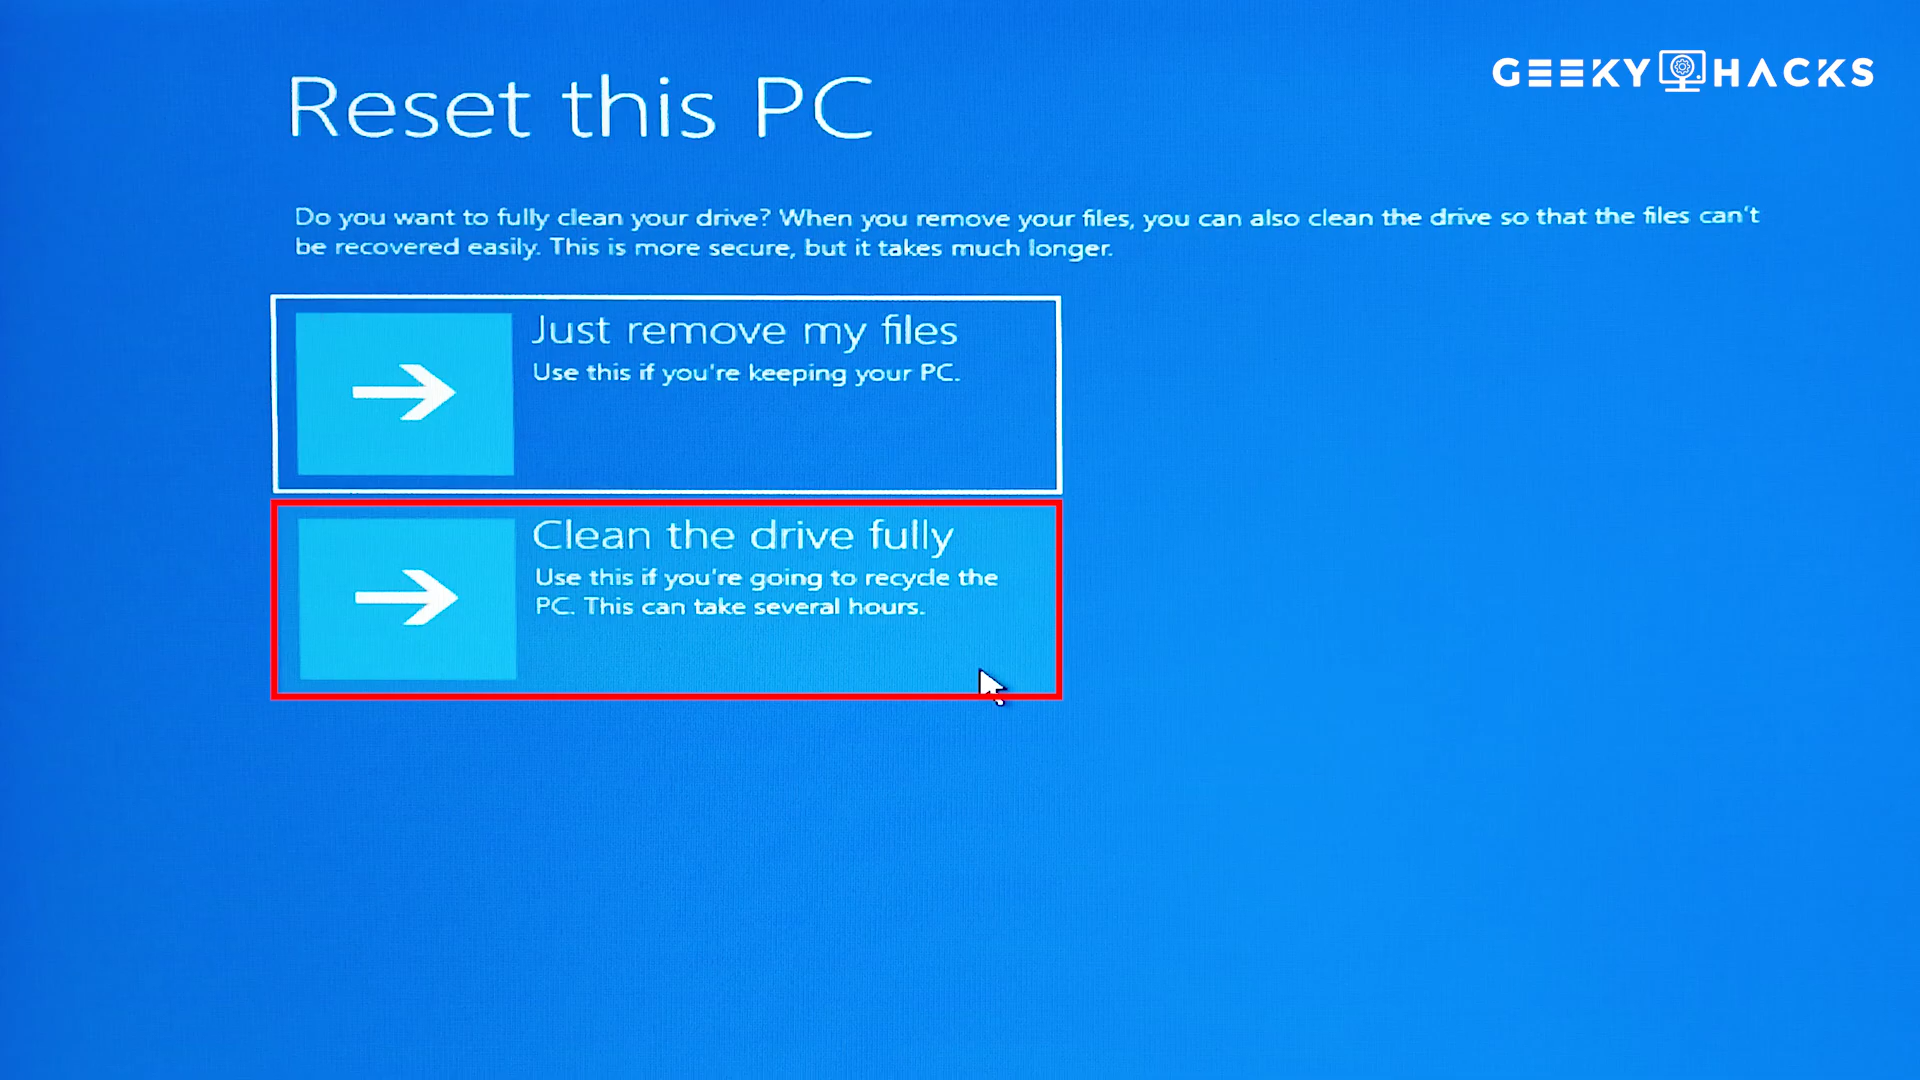 GEEKY HACKS
Reset this PC
Do you want to fully clean your drive? When you remove your files, you can also clean the drive so that the files can't
be recovered easily. This is more secure, but it takes much longer.
Just remove my files
Use this if you're keeping your PC.
Clean the drive fully
Use this if you're going to recycle the
PC. This can take several hours.